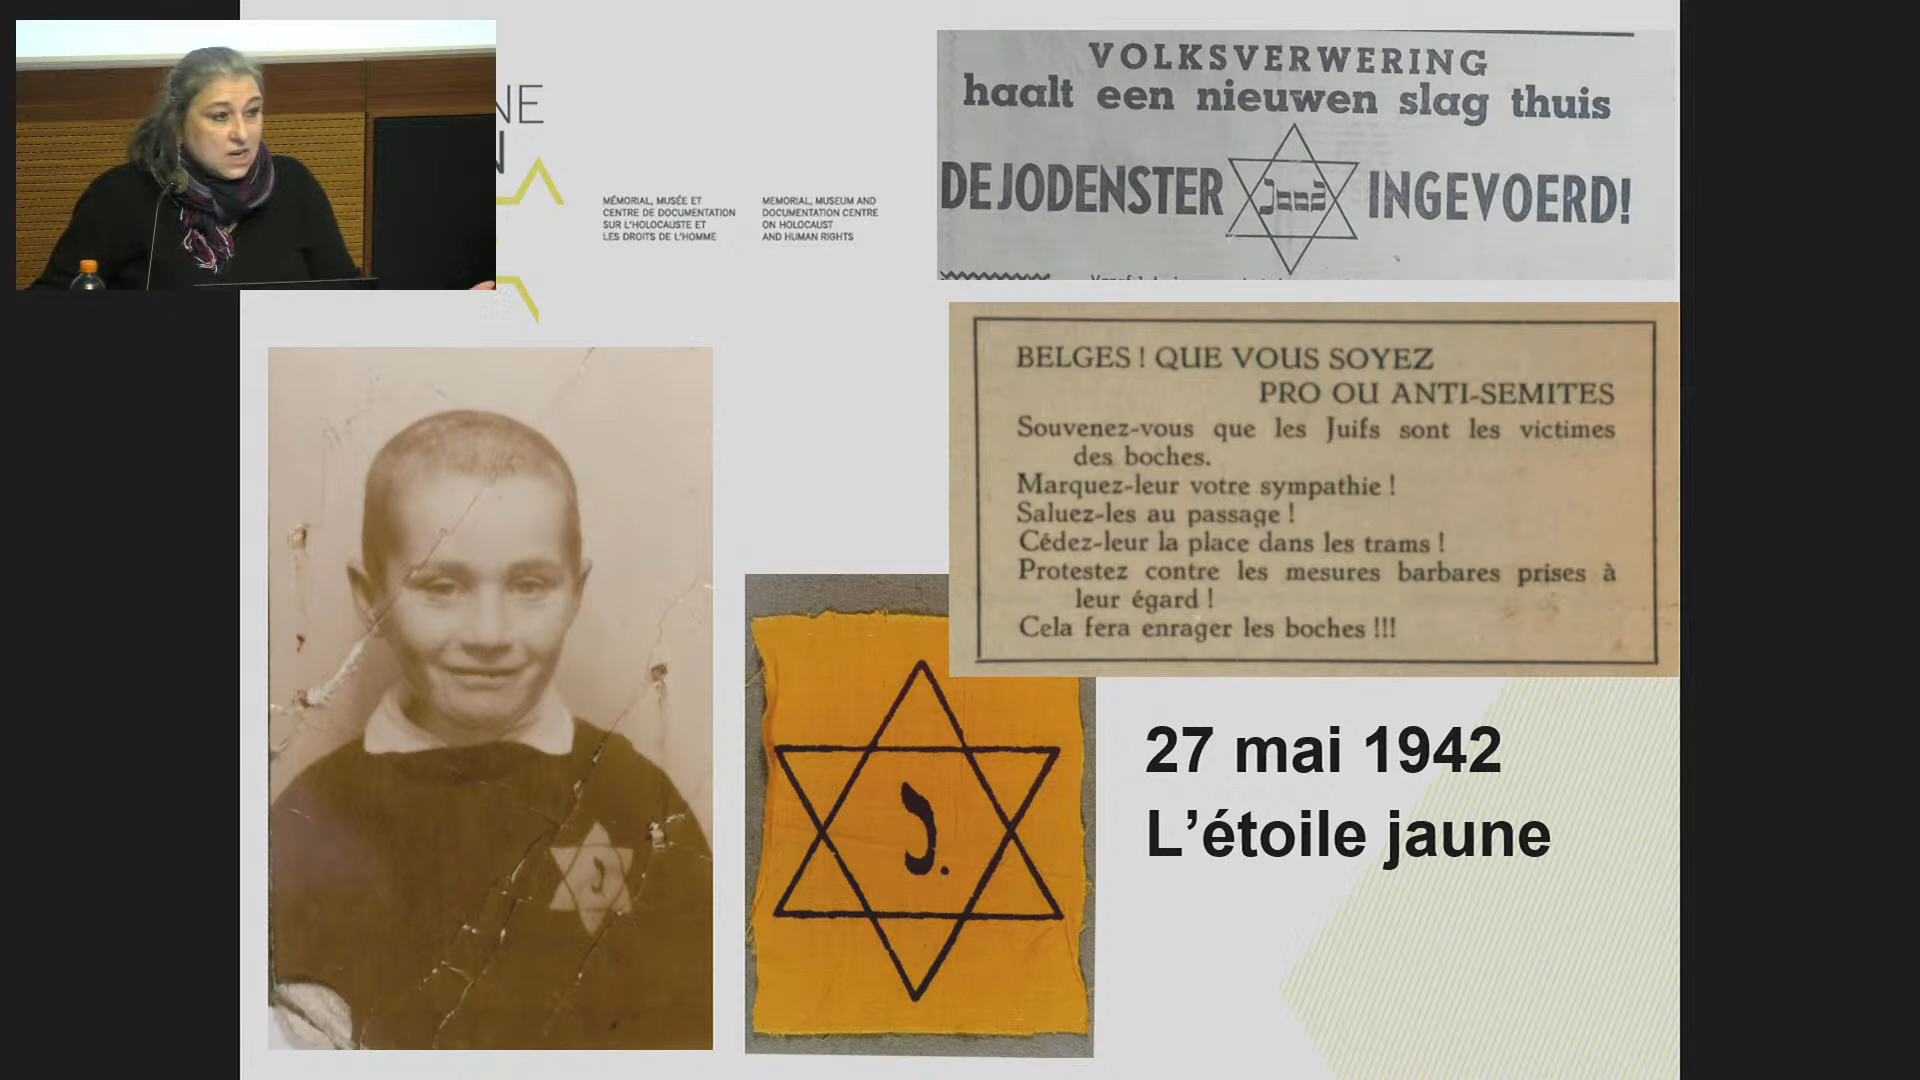 NE
N
MÉMORIAL, MUSÉE ET
CENTRE DE DOCUMENTATION
SUR L'HOLOCAUSTE ET
LES DROITS DE L'HOMME
MEMORIAL, MUSEUM AND
DOCUMENTATION CENTRE
ON HOLOCAUST
AND HUMAN RIGHTS
VOLKSVERWERING
haalt een nieuwen slag thuis
DE JODENSTER Jood INGEVOERD!
BELGES ! QUE VOUS SOYEZ
PRO OU ANTI-SEMITES
Souvenez-vous que les Juifs sont les victimes
des boches.
Marquez-leur votre sympathie !
Saluez-les au passage !
Cédez-leur la place dans les trams !
Protestez contre les mesures barbares prises à
leur égard !
Cela fera enrager les boches !!!
J
J.
27 mai 1942
L’étoile jaune